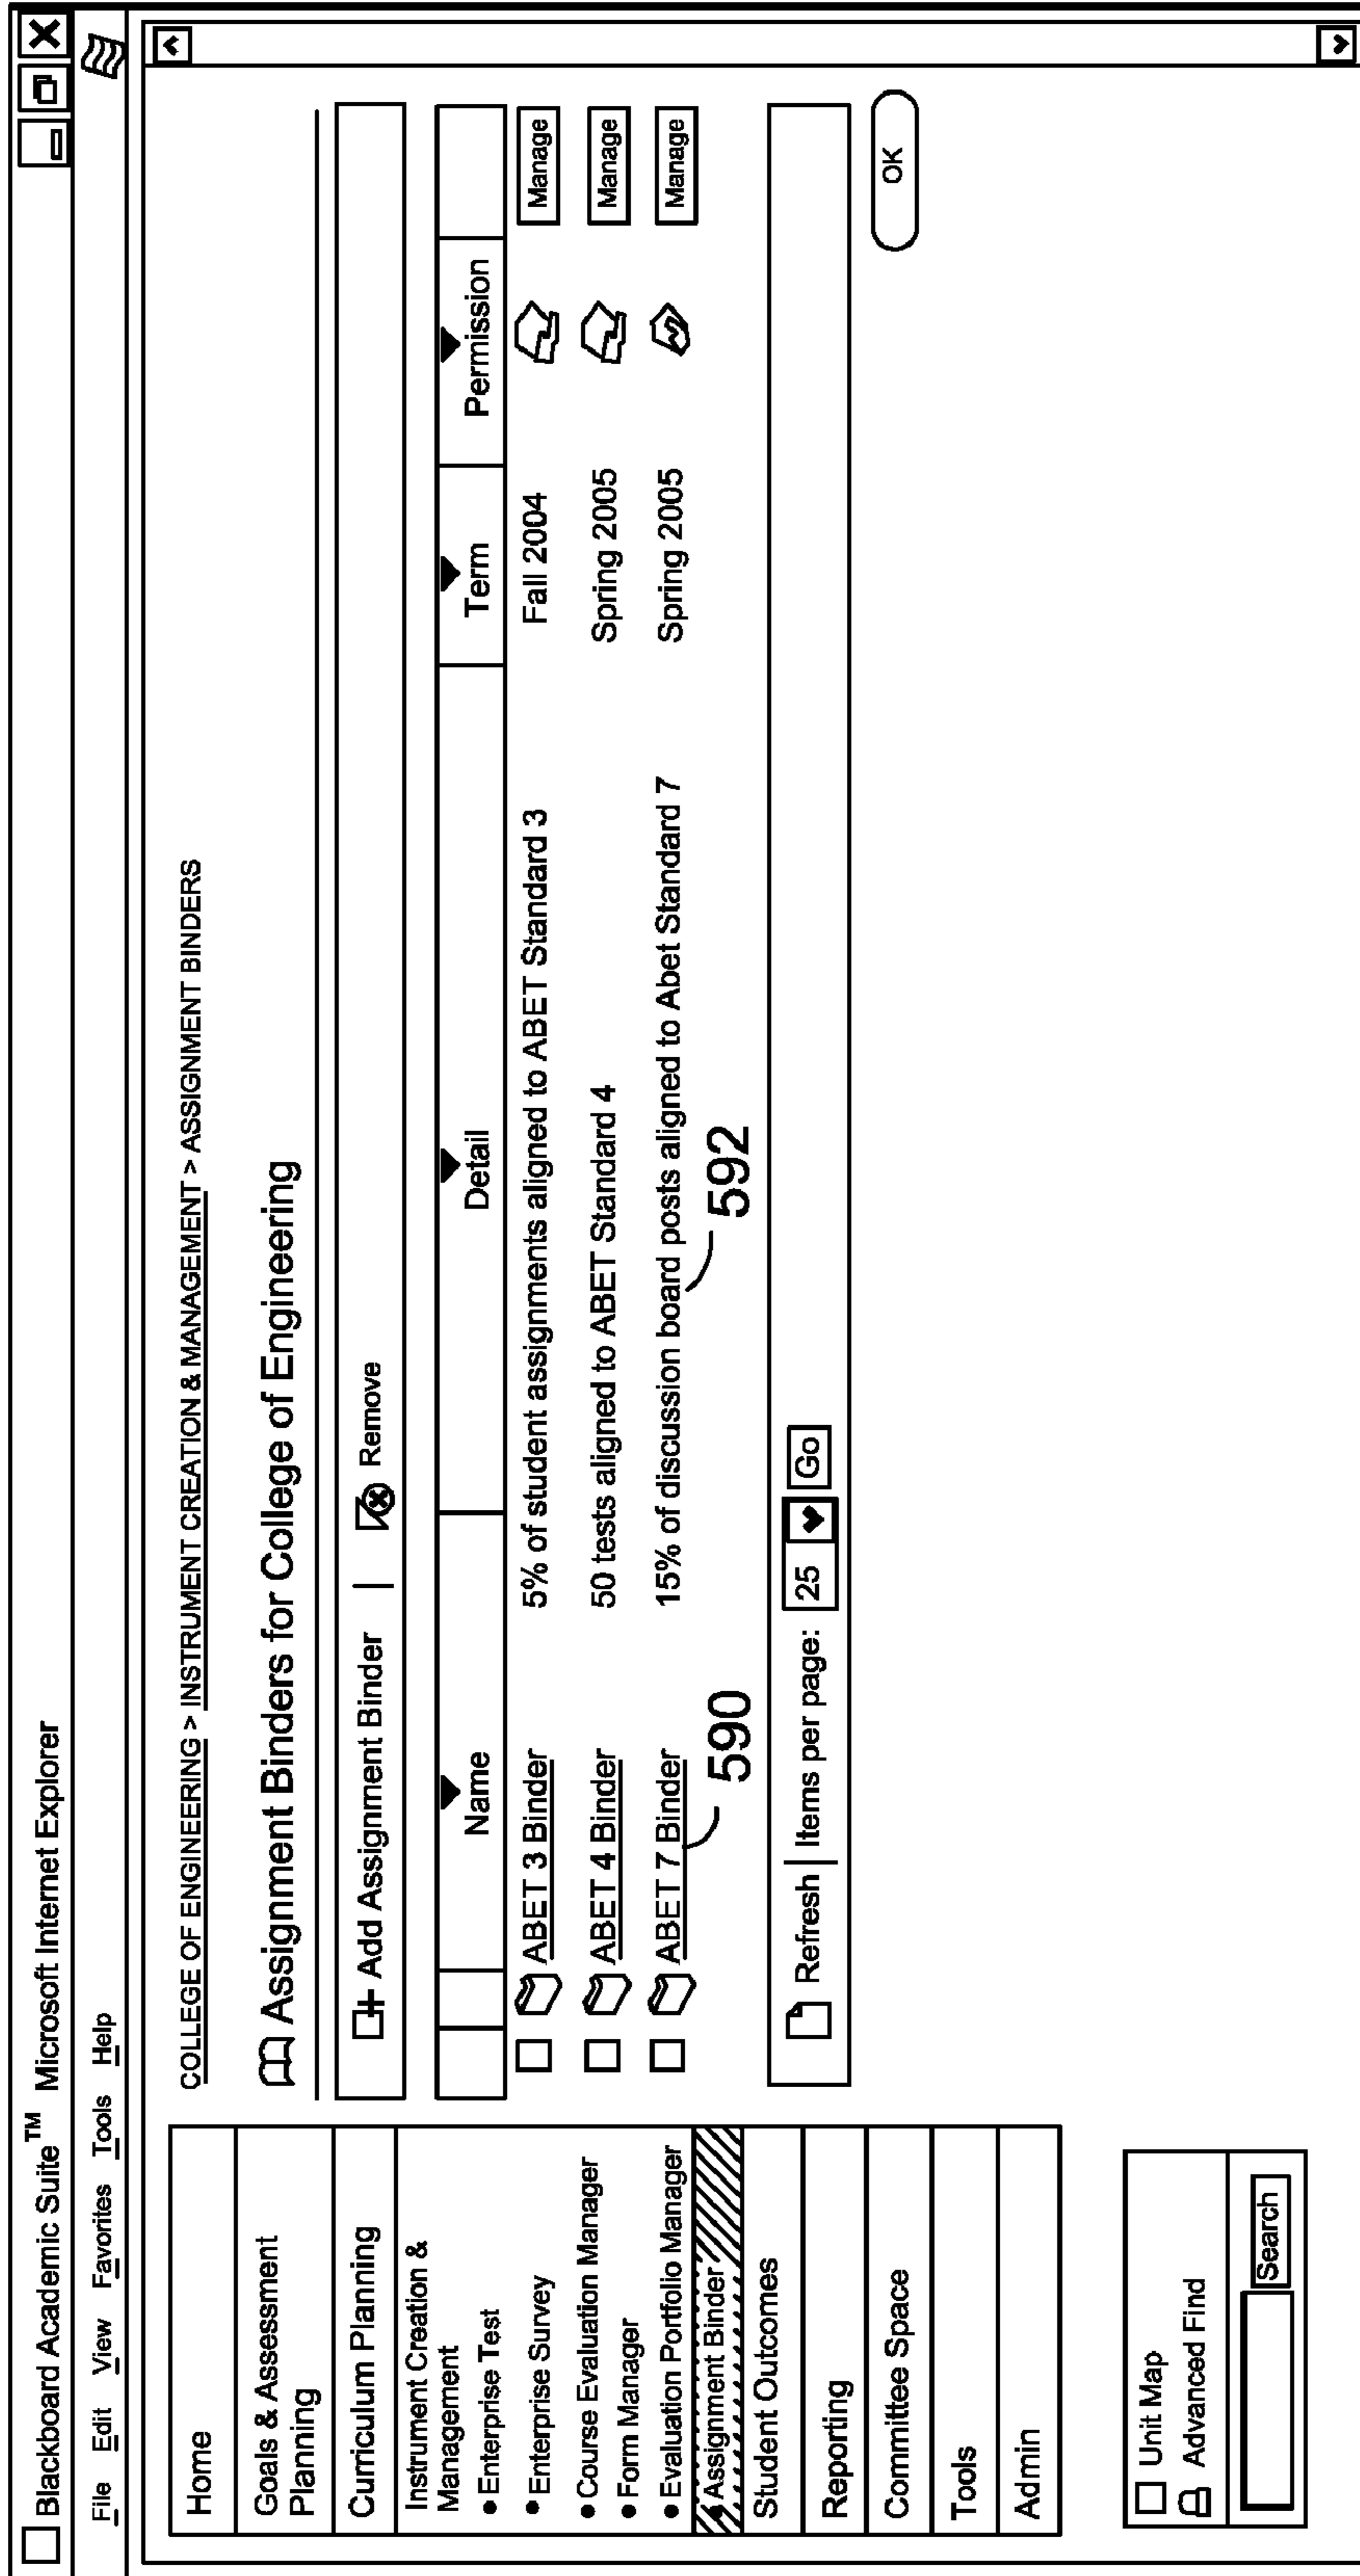 Blackboard Academic Suite™ Microsoft Internet Explorer
File Edit View Favorites Tools Help
Home
Goals & Assessment
Planning
Curriculum Planning
Instrument Creation &
Management
• Enterprise Test
• Enterprise Survey
• Course Evaluation Manager
• Form Manager
• Evaluation Portfolio Manager
• Assignment Binder
Student Outcomes
Reporting
Committee Space
Tools
Admin
Unit Map
Advanced Find
Search
COLLEGE OF ENGINEERING > INSTRUMENT CREATION & MANAGEMENT > ASSIGNMENT BINDERS
Assignment Binders for College of Engineering
Add Assignment Binder | Remove
Name Detail Term Permission
ABET 3 Binder 5% of student assignments aligned to ABET Standard 3 Fall 2004 Manage
ABET 4 Binder 50 tests aligned to ABET Standard 4 Spring 2005 Manage
ABET 7 Binder 15% of discussion board posts aligned to Abet Standard 7 Spring 2005 Manage
590 592
Refresh | Items per page: 25 Go
OK